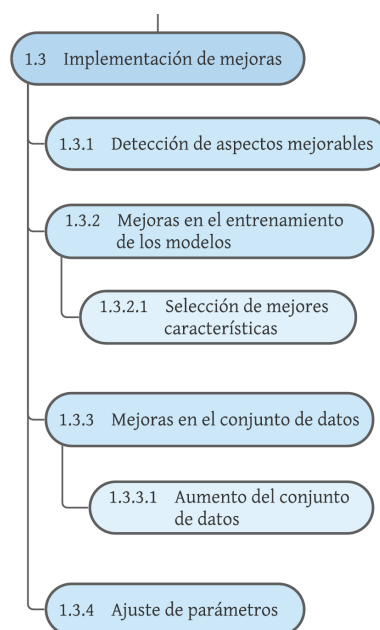 1.3 Implementación de mejoras
1.3.1 Detección de aspectos mejorables
1.3.2 Mejoras en el entrenamiento
de los modelos
1.3.2.1 Selección de mejores
características
1.3.3 Mejoras en el conjunto de datos
1.3.3.1 Aumento del conjunto
de datos
1.3.4 Ajuste de parámetros